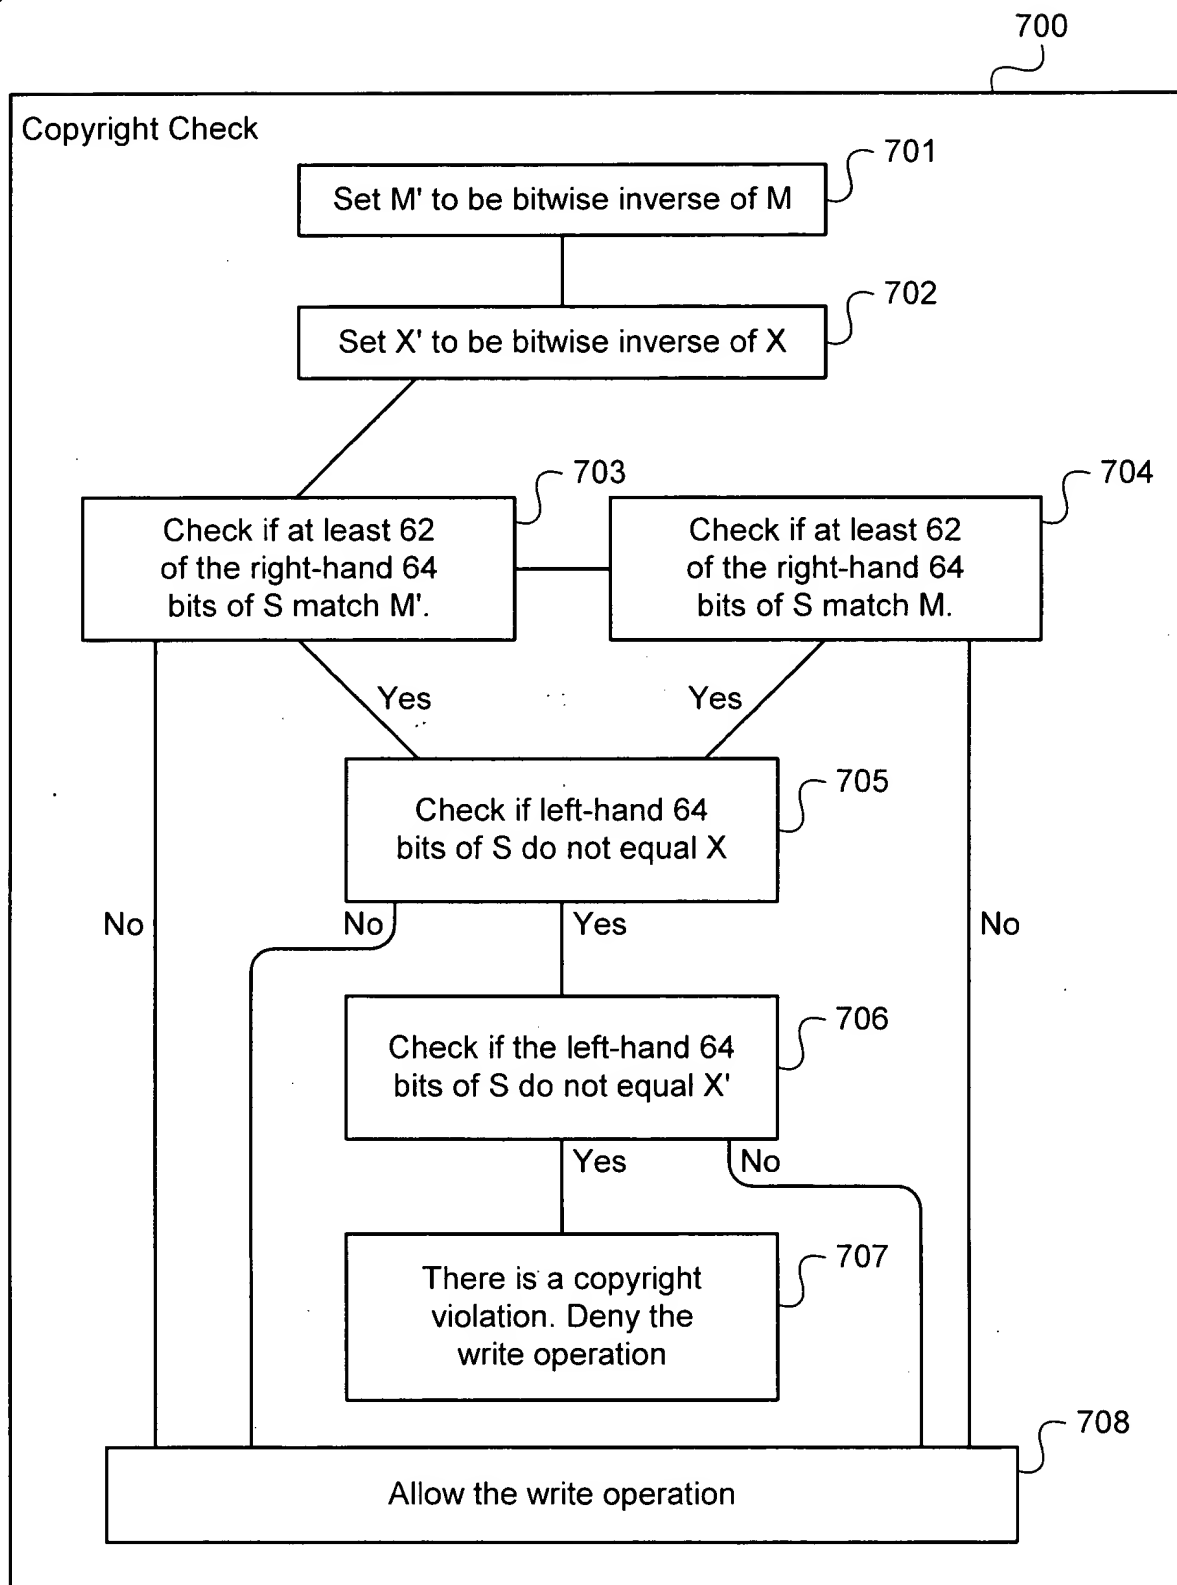 700
Copyright Check
701
Set M' to be bitwise inverse of M
702
Set X' to be bitwise inverse of X
703
704
Check if at least 62
of the right-hand 64
bits of S match M'.
Check if at least 62
of the right-hand 64
bits of S match M.
Yes
Yes
705
Check if left-hand 64
bits of S do not equal X
No
No
Yes
No
706
Check if the left-hand 64
bits of S do not equal X'
Yes
No
707
There is a copyright
violation. Deny the
write operation
708
Allow the write operation